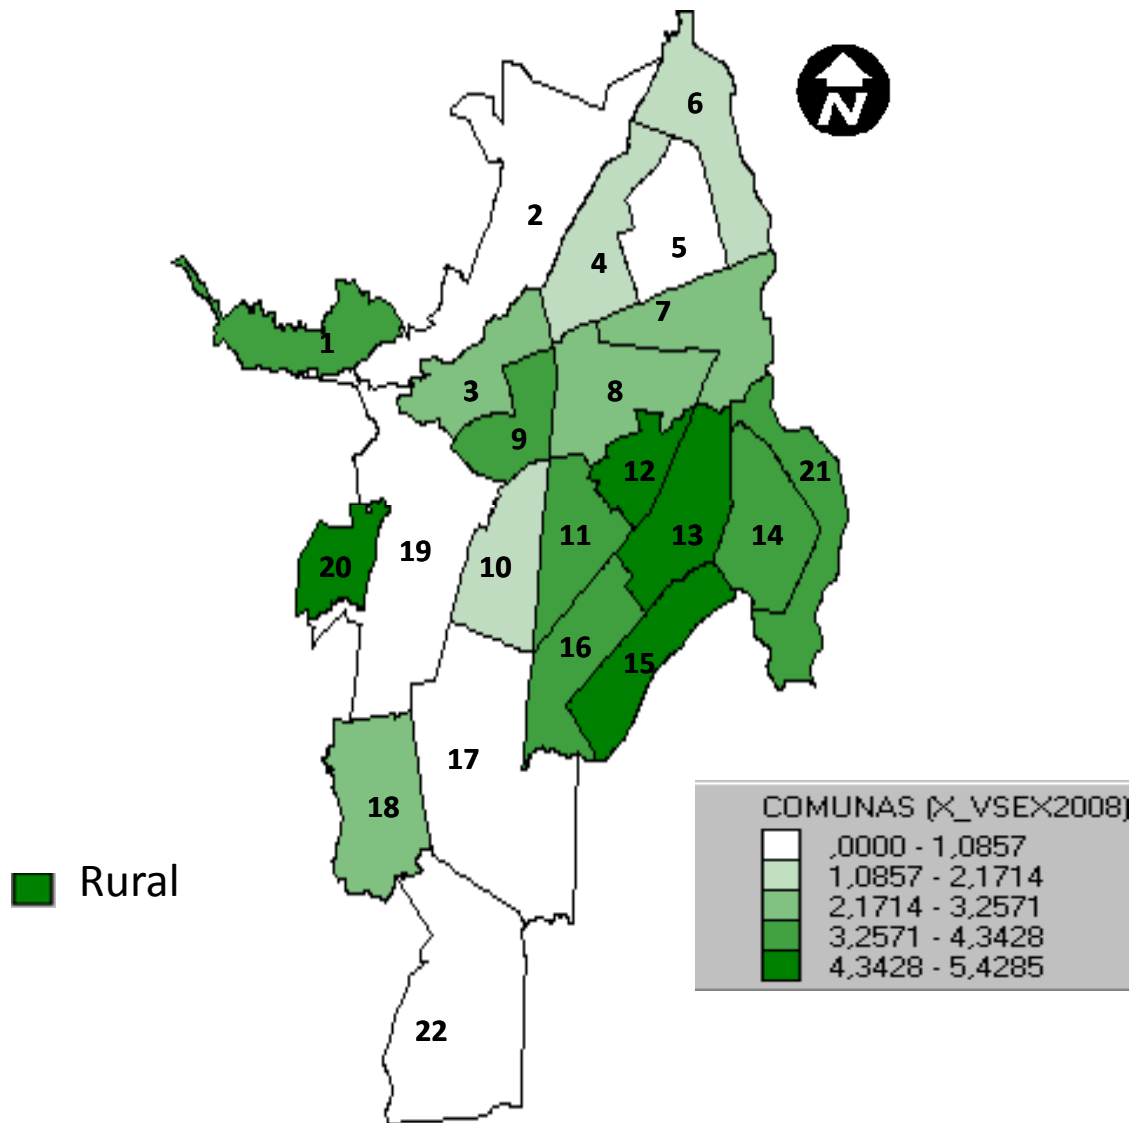 6
N
2
5
4
7
1
3
8
9
12
21
11
13
14
19
10
20
16
15
17
18
COMUNAS (X_VSEX2008)
,0000 - 1,0857
1,0857 - 2,1714
2,1714 - 3,2571
3,2571 - 4,3428
4,3428 - 5,4285
Rural
22